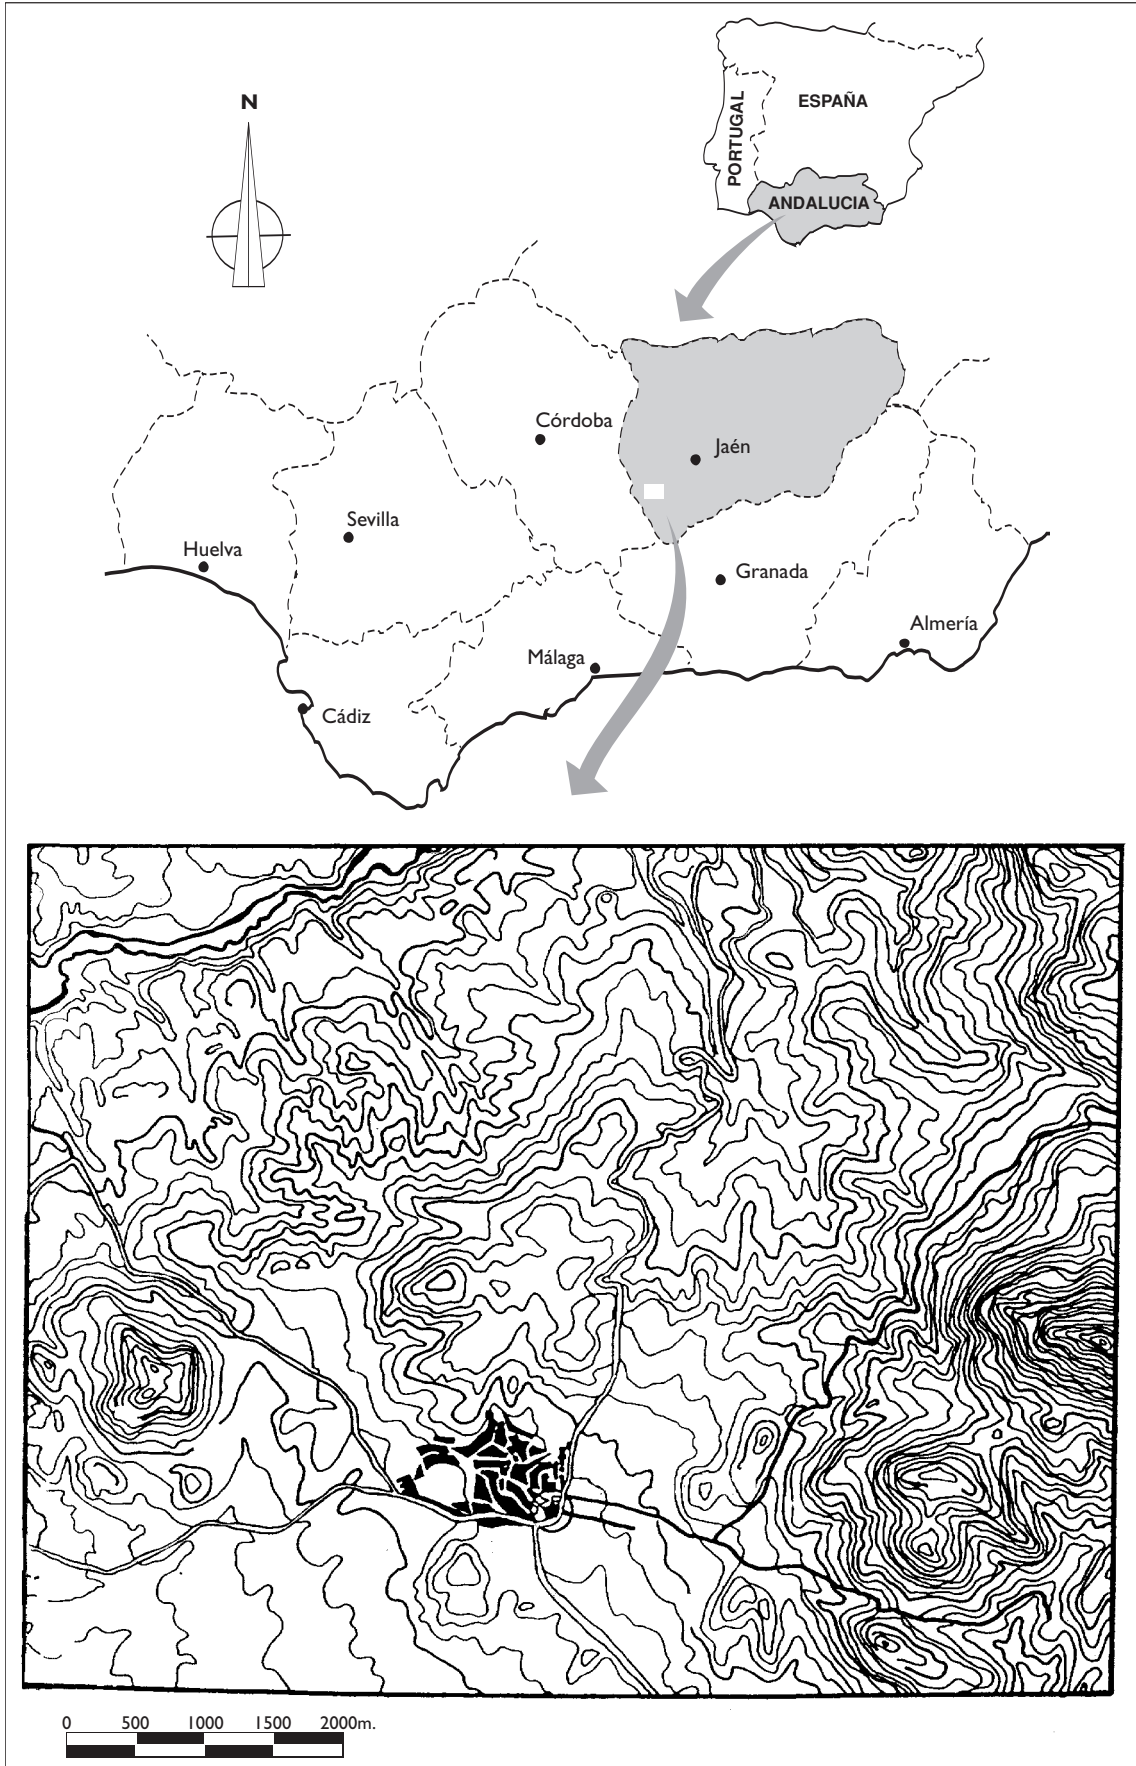 N
PORTUGAL
ESPAÑA
ANDALUCIA
Córdoba
Jaén
Sevilla
Huelva
Granada
Almería
Málaga
Cádiz
0 500 1000 1500 2000m.